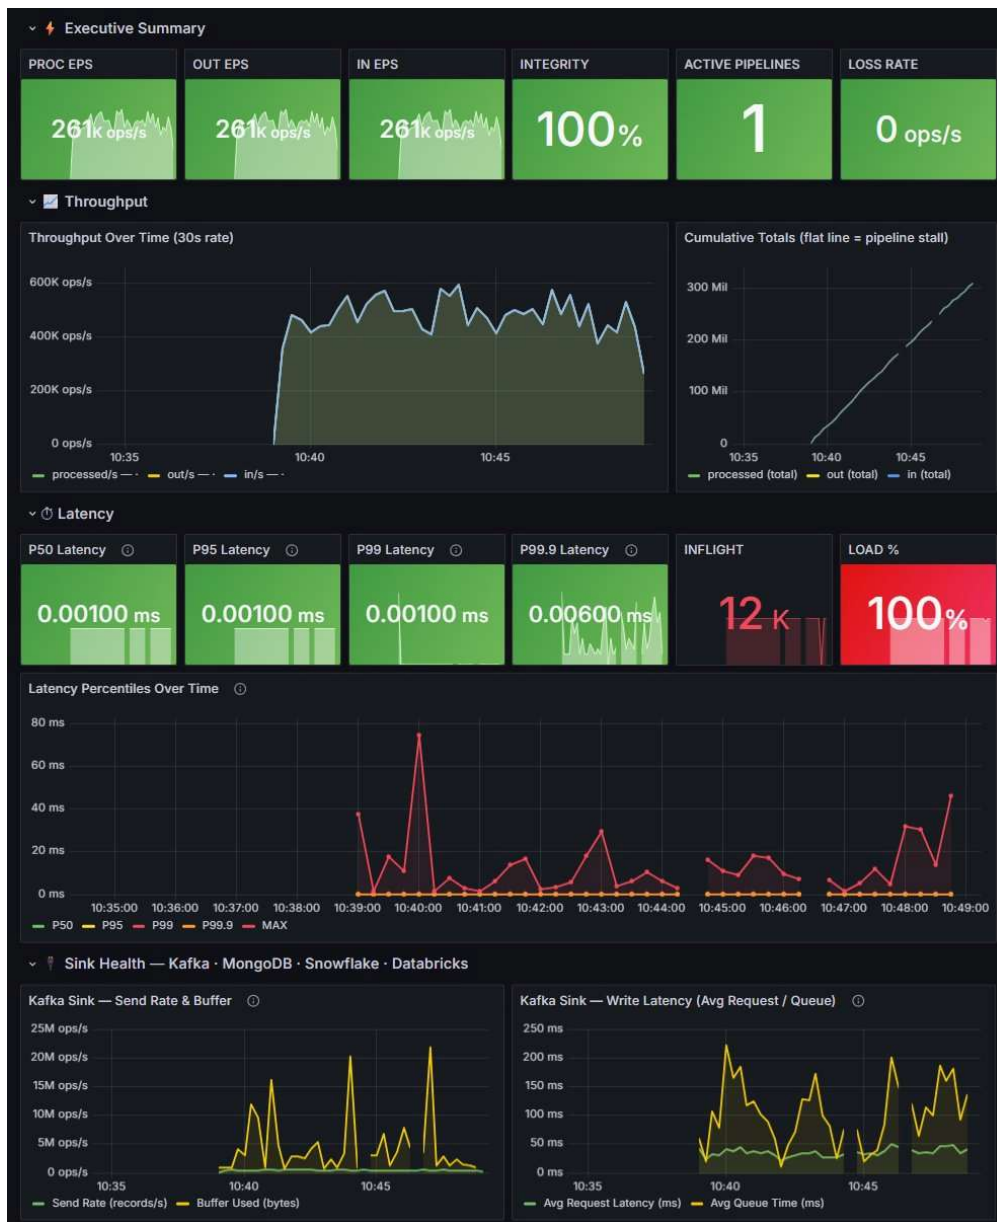 Executive Summary
PROC EPS OUT EPS IN EPS INTEGRITY ACTIVE PIPELINES LOSS RATE
261K ops/s 261K ops/s 261K ops/s 100% 1 0 ops/s
Throughput
Throughput Over Time (30s rate)
600K ops/s
400K ops/s
200K ops/s
0 ops/s
10:35 10:40 10:45
processed/s out/s in/s
Cumulative Totals (flat line = pipeline stall)
300 Mil
200 Mil
100 Mil
0
10:35 10:40 10:45
processed (total) out (total) in (total)
Latency
P50 Latency P95 Latency P99 Latency P99.9 Latency INFLIGHT LOAD %
0.00100 ms 0.00100 ms 0.00100 ms 0.00600 ms 12 K 100%
Latency Percentiles Over Time
80 ms
60 ms
40 ms
20 ms
0 ms
10:35:00 10:36:00 10:37:00 10:38:00 10:39:00 10:40:00 10:41:00 10:42:00 10:43:00 10:44:00 10:45:00 10:46:00 10:47:00 10:48:00 10:49:00
P50 P95 P99 P99.9 MAX
Sink Health — Kafka · MongoDB · Snowflake · Databricks
Kafka Sink — Send Rate & Buffer
25M ops/s
20M ops/s
15M ops/s
10M ops/s
5M ops/s
0 ops/s
10:35 10:40 10:45
Send Rate (records/s) Buffer Used (bytes)
Kafka Sink — Write Latency (Avg Request / Queue)
250 ms
200 ms
150 ms
100 ms
50 ms
0 ms
10:35 10:40 10:45
Avg Request Latency (ms) Avg Queue Time (ms)